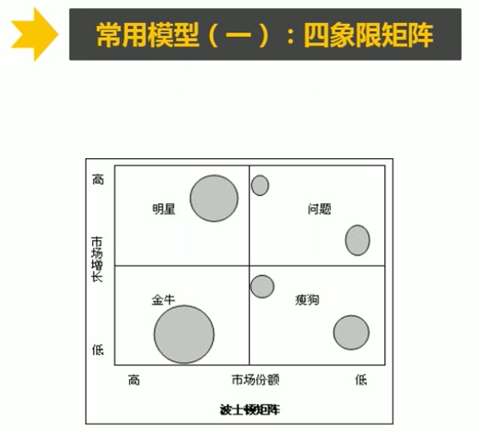 常用模型（一）：四象限矩阵
高
明星
问题
市场增长
金牛
瘦狗
低
高 市场份额 低
波士顿矩阵